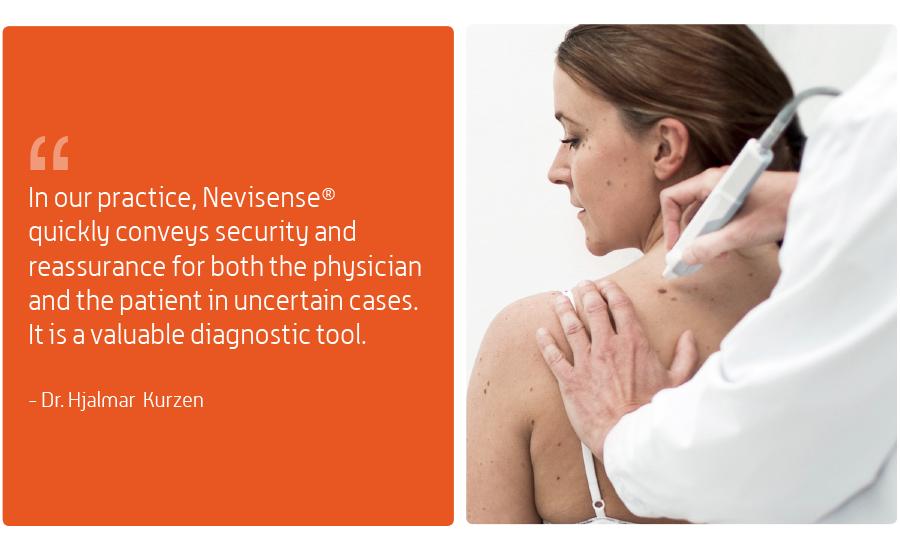 “
In our practice, Nevisense®
quickly conveys security and
reassurance for both the physician
and the patient in uncertain cases.
It is a valuable diagnostic tool.
- Dr. Hjalmar Kurzen